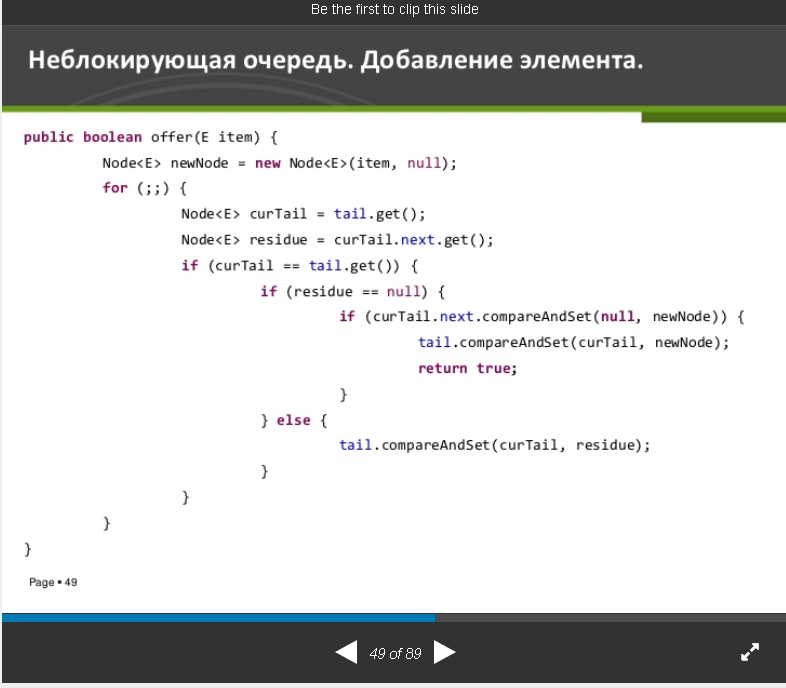 Be the first to clip this slide
Неблокирующая очередь. Добавление элемента.
public boolean offer(E item) {
Node<E> newNode = new Node<E>(item, null);
for (;;) {
Node<E> curTail = tail.get();
Node<E> residue = curTail.next.get();
if (curTail == tail.get()) {
if (residue == null) {
if (curTail.next.compareAndSet(null, newNode)) {
tail.compareAndSet(curTail, newNode);
return true;
}
} else {
tail.compareAndSet(curTail, residue);
}
}
}
}
Page ▪ 49
49 of 89